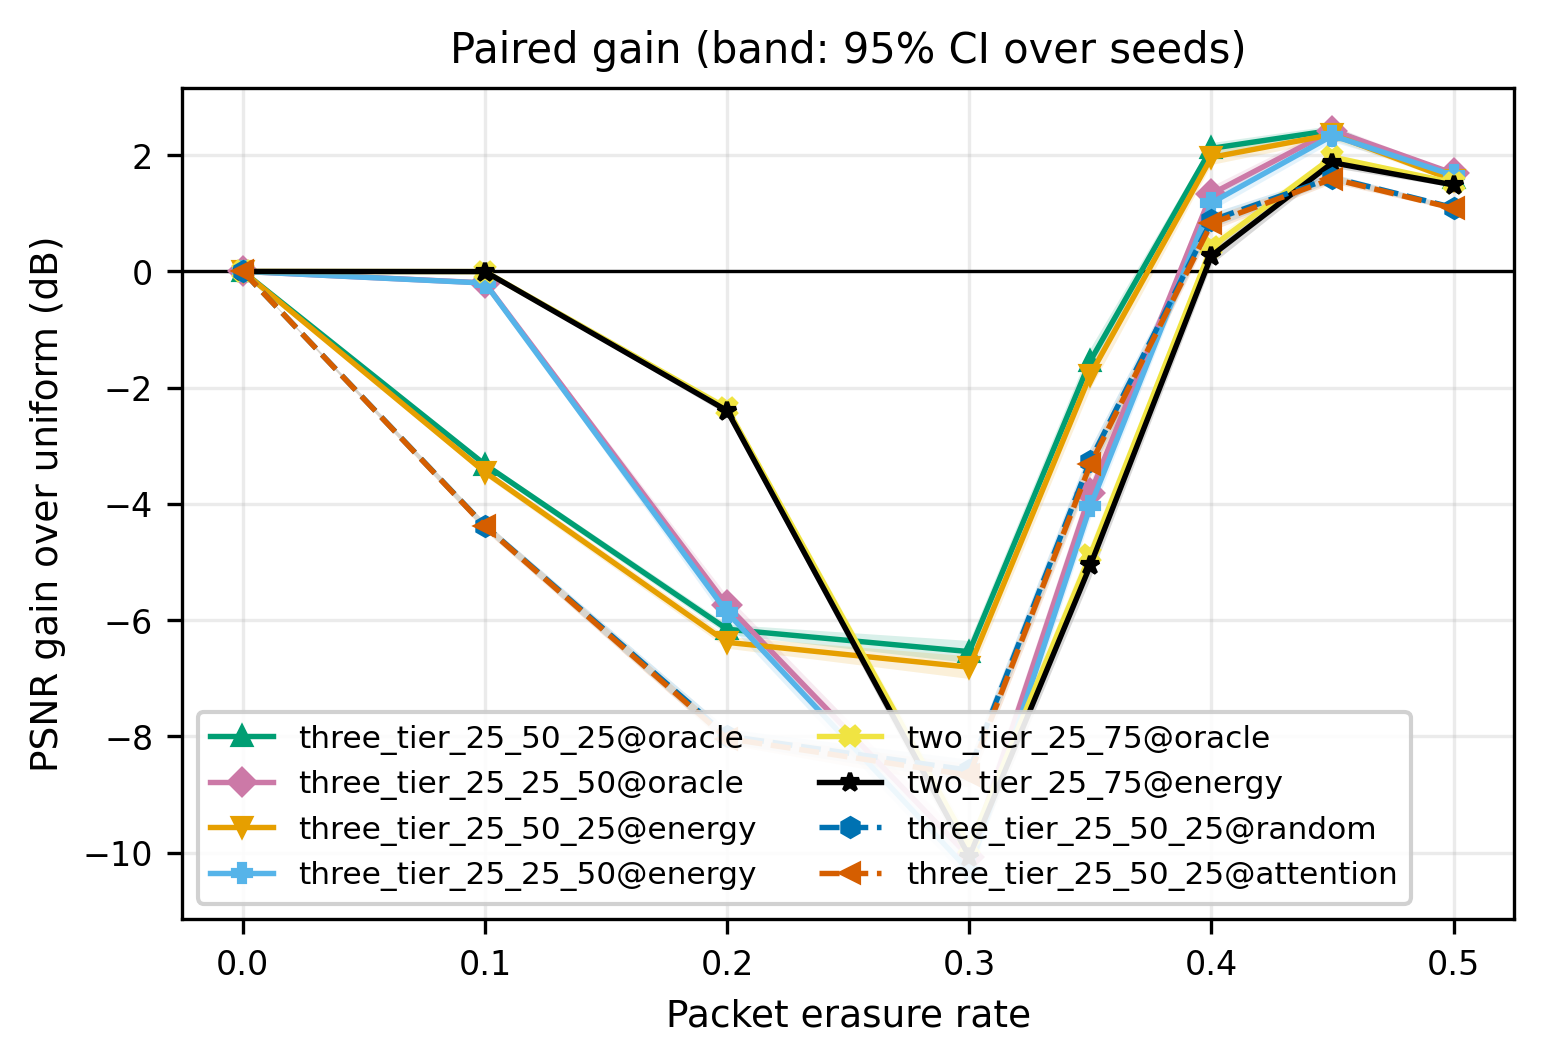 Paired gain (band: 95% CI over seeds)
PSNR gain over uniform (dB)
2
0
−2
−4
−6
−8
−10
three_tier_25_50_25@oracle
three_tier_25_25_50@oracle
three_tier_25_50_25@energy
three_tier_25_25_50@energy
two_tier_25_75@oracle
two_tier_25_75@energy
three_tier_25_50_25@random
three_tier_25_50_25@attention
0.0 0.1 0.2 0.3 0.4 0.5
Packet erasure rate